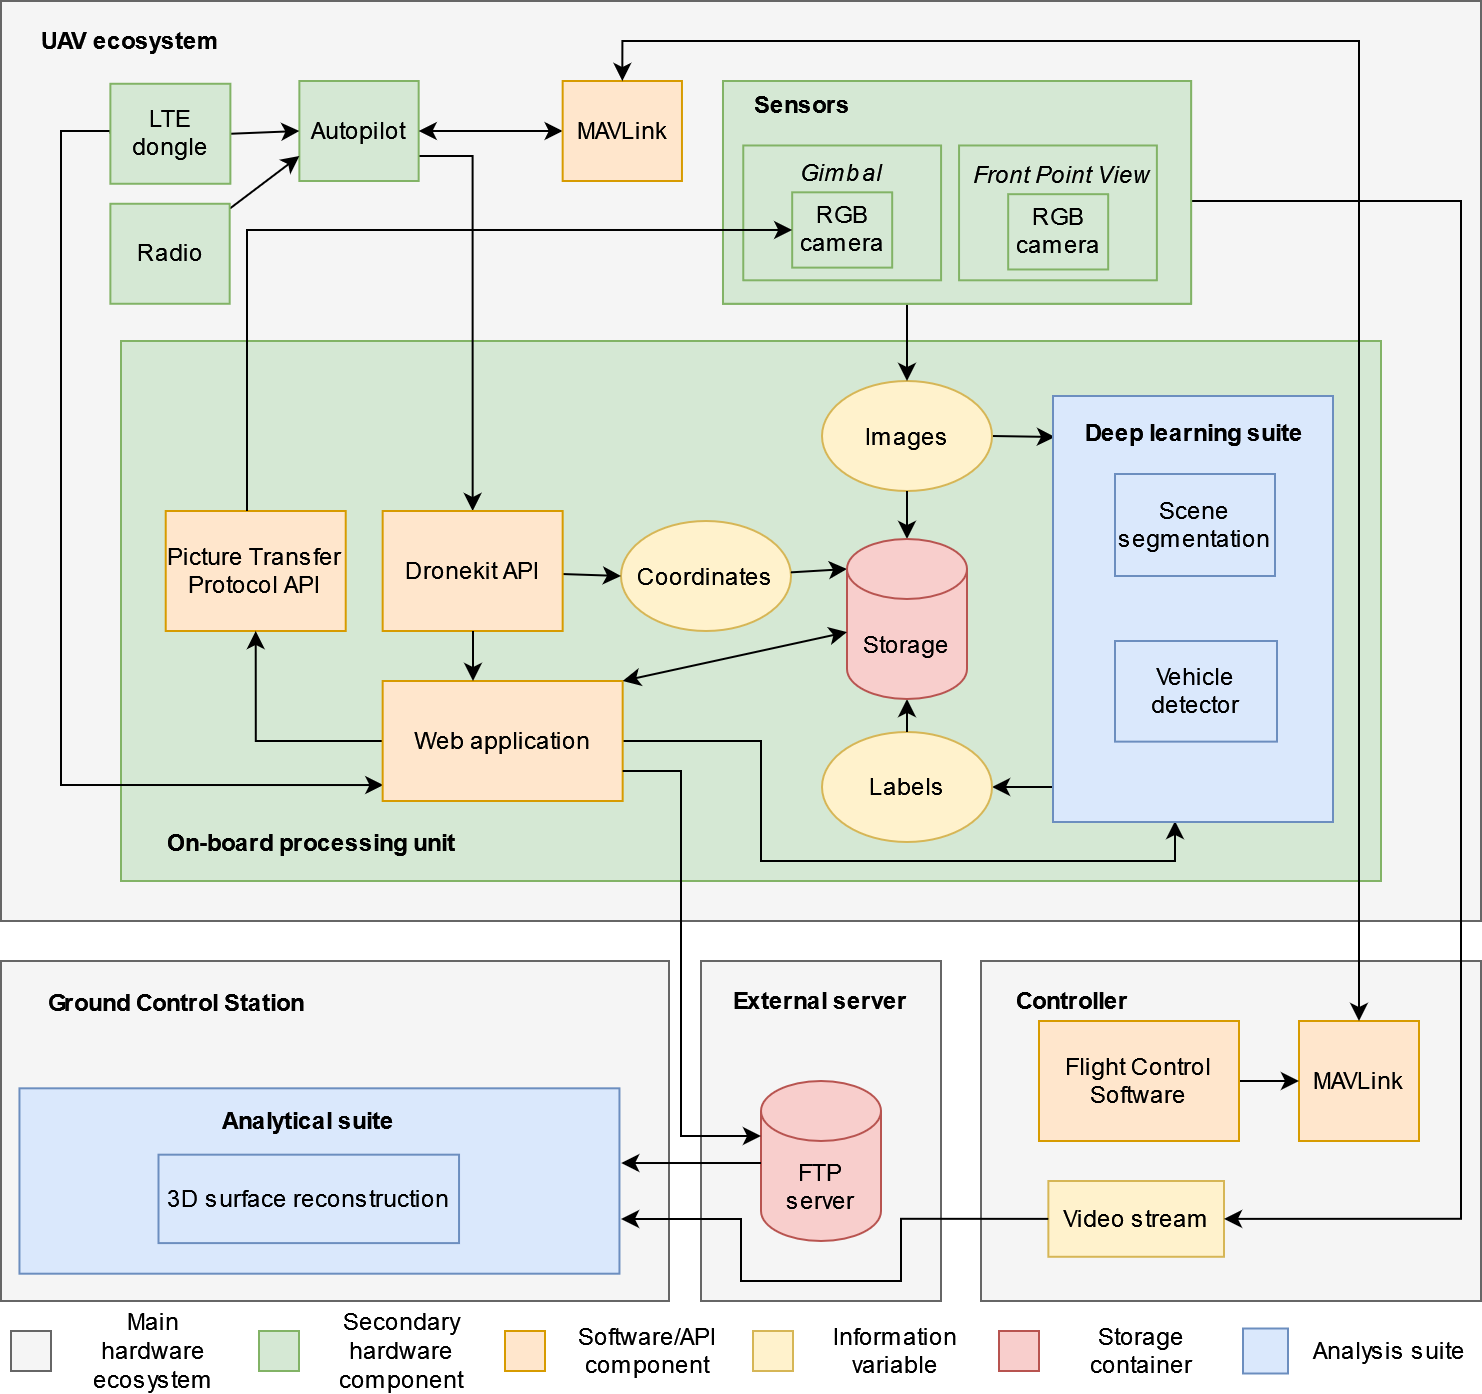 UAV ecosystem
LTE
dongle
Autopilot
MAVLink
Sensors
Gimbal
RGB
camera
Front Point View
RGB
camera
Radio
Images
Deep learning suite
Scene
segmentation
Picture Transfer
Protocol API
Dronekit API
Coordinates
Storage
Vehicle
detector
Web application
Labels
On-board processing unit
Ground Control Station
Analytical suite
3D surface reconstruction
External server
FTP
server
Controller
Flight Control
Software
MAVLink
Video stream
Main
hardware
ecosystem
Secondary
hardware
component
Software/API
component
Information
variable
Storage
container
Analysis suite